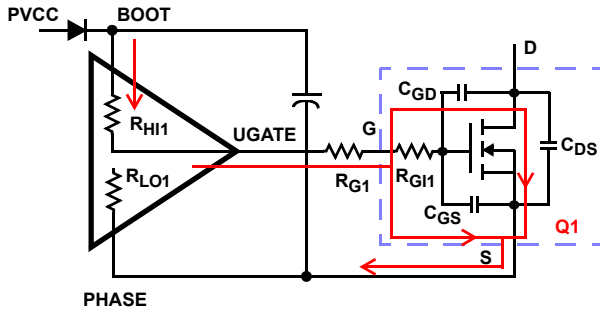 PVCC
BOOT
D
CGD
RHI1
UGATE
G
CDS
RLO1
RG1
RGI1
CGS
Q1
S
PHASE